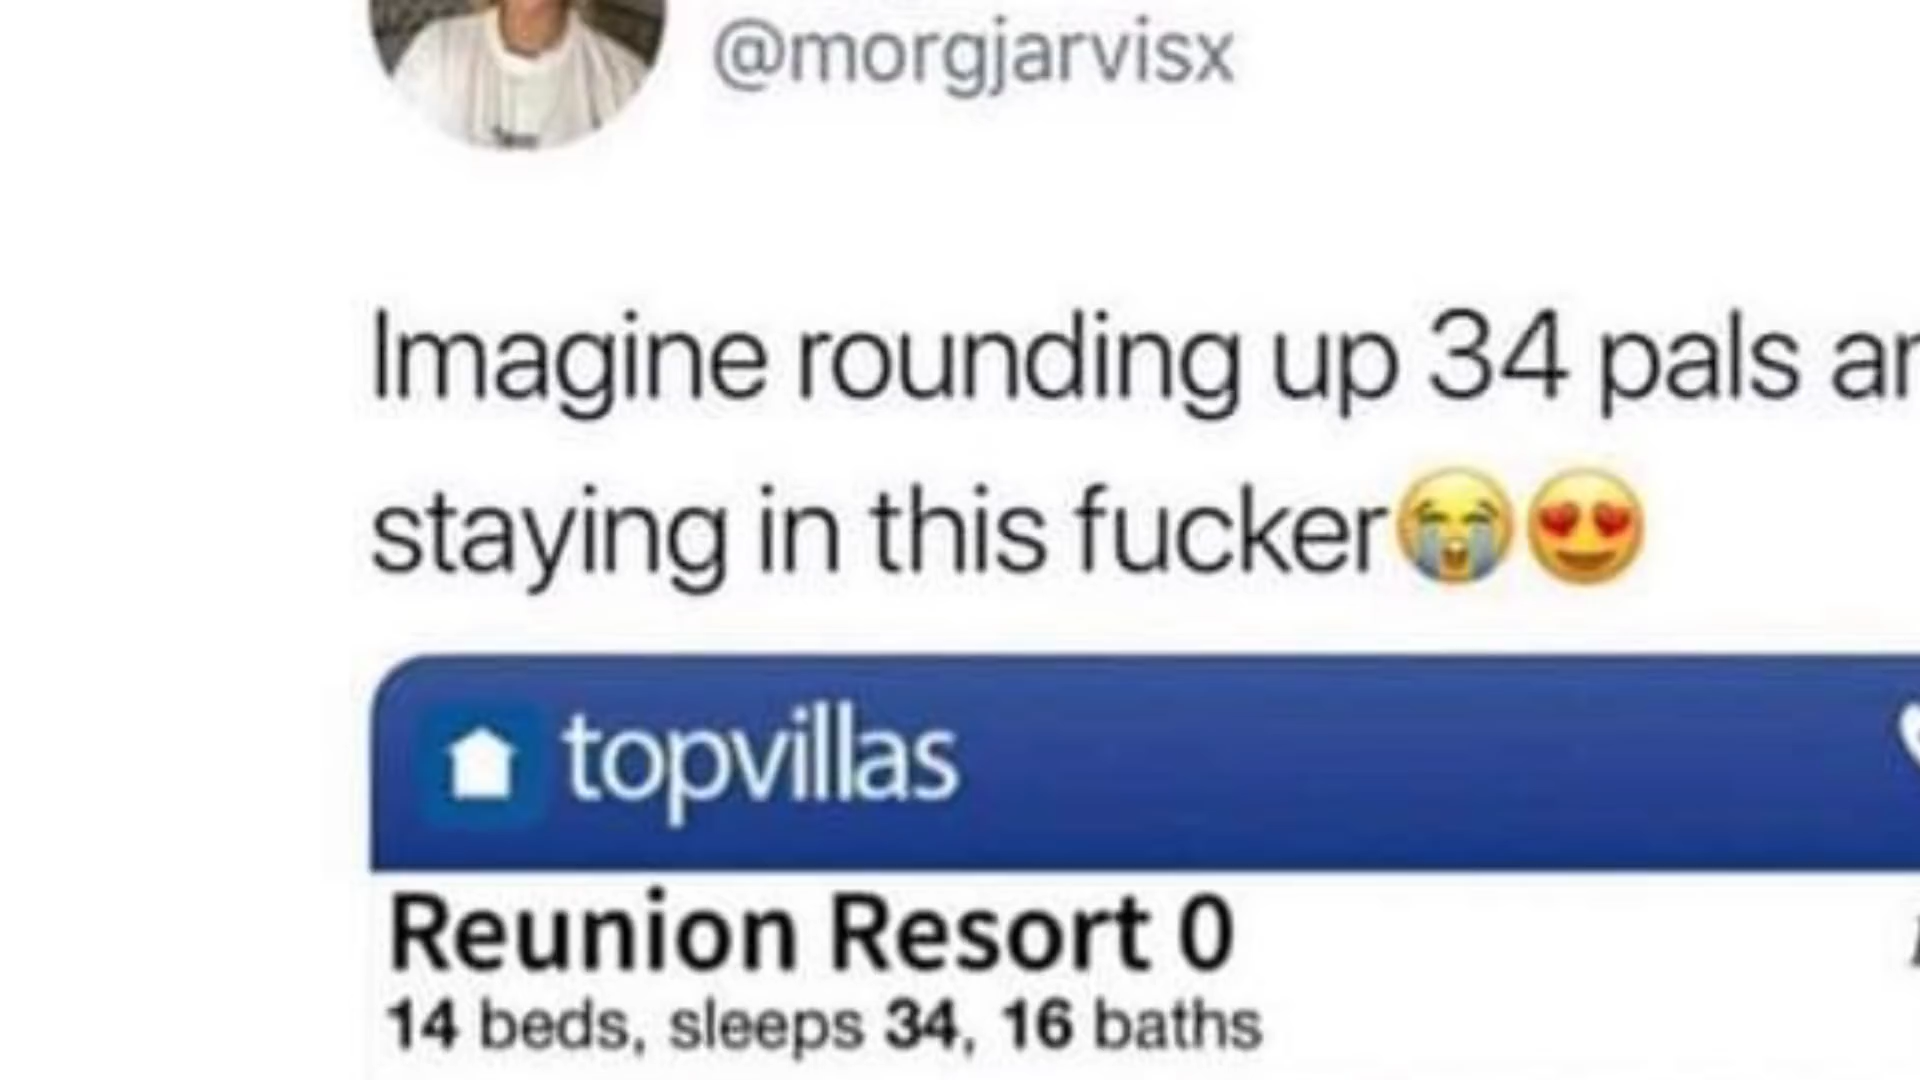 @morgjarvisx
Imagine rounding up 34 pals
staying in this fucker😭😍
topvillas
Reunion Resort 0
14 beds, sleeps 34, 16 baths